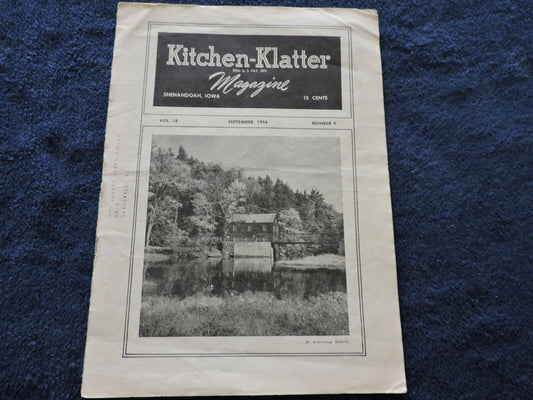 Kitchen-Klatter
REG. U. S. PAT. OFF.
Magazine
SHENANDOAH, IOWA 15 CENTS
VOL. 18 SEPTEMBER, 1954 NUMBER 9
H. Armstrong Roberts.